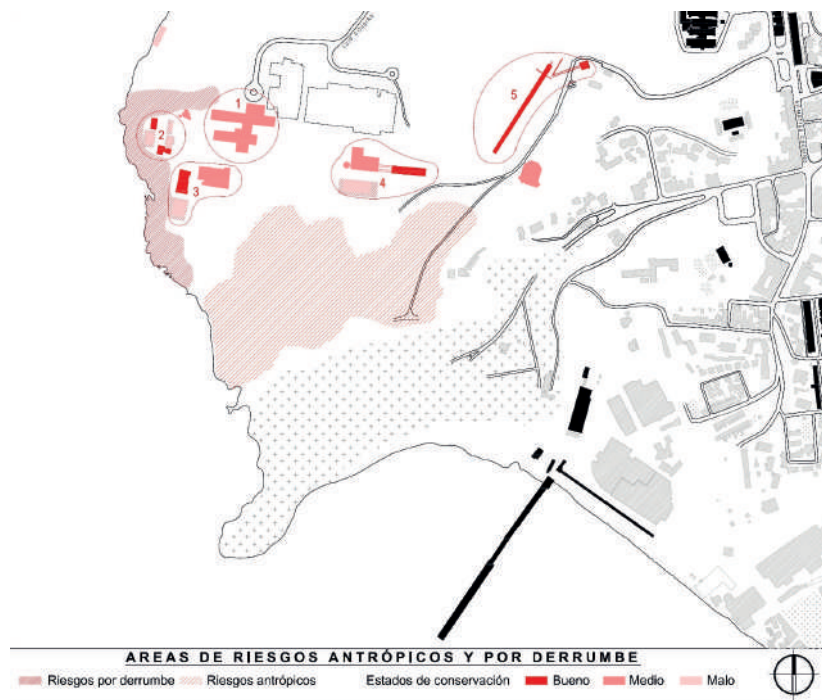 1
5
2
3
4
AREAS DE RIESGOS ANTRÓPICOS Y POR DERRUMBE
Riesgos por derrumbe Riesgos antrópicos Estados de conservación Bueno Medio Malo